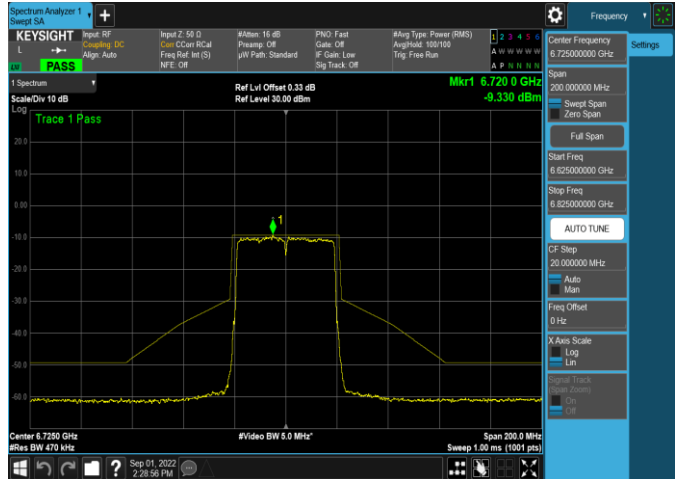 Spectrum Analyzer 1
Swept SA
Frequency
KEYSIGHT
L
PASS
Input: RF
Coupling: DC
Align: Auto
Input Z: 50 Ω
Corr CCorr RCal
Freq Ref: Int (S)
NFE: Off
#Atten: 16 dB
Preamp: Off
µW Path: Standard
PNO: Fast
Gate: Off
IF Gain: Low
Sig Track: Off
#Avg Type: Power (RMS)
Avg|Hold: 100/100
Trig: Free Run
1 2 3 4 5 6
A W W W W W
A P N N N N
1 Spectrum
Scale/Div 10 dB
Ref Lvl Offset 0.33 dB
Ref Level 30.00 dBm
Mkr1 6.720 0 GHz
-9.330 dBm
Log
Trace 1 Pass
20.0
10.0
0.00
-10.0
-20.0
-30.0
-40.0
-50.0
-60.0
1
Center 6.7250 GHz
#Res BW 470 kHz
#Video BW 5.0 MHz*
Span 200.0 MHz
Sweep 1.00 ms (1001 pts)
Sep 01, 2022
2:28:56 PM
Center Frequency
6.725000000 GHz
Settings
Span
200.000000 MHz
Swept Span
Zero Span
Full Span
Start Freq
6.625000000 GHz
Stop Freq
6.825000000 GHz
AUTO TUNE
CF Step
20.000000 MHz
Auto
Man
Freq Offset
0 Hz
X Axis Scale
Log
Lin
Signal Track
(Span Zoom)
On
Off